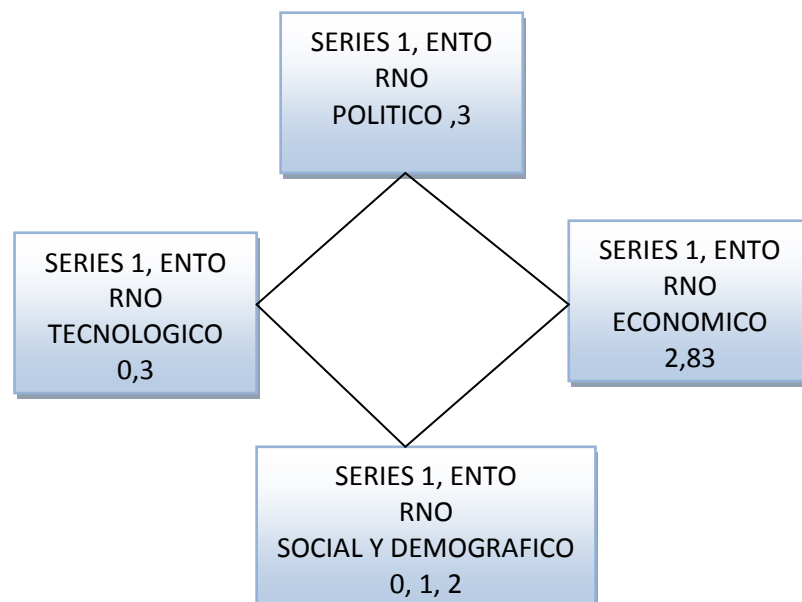 SERIES 1, ENTO
RNO
POLITICO ,3
SERIES 1, ENTO
RNO
TECNOLOGICO
0,3
SERIES 1, ENTO
RNO
ECONOMICO
2,83
SERIES 1, ENTO
RNO
SOCIAL Y DEMOGRAFICO
0, 1, 2